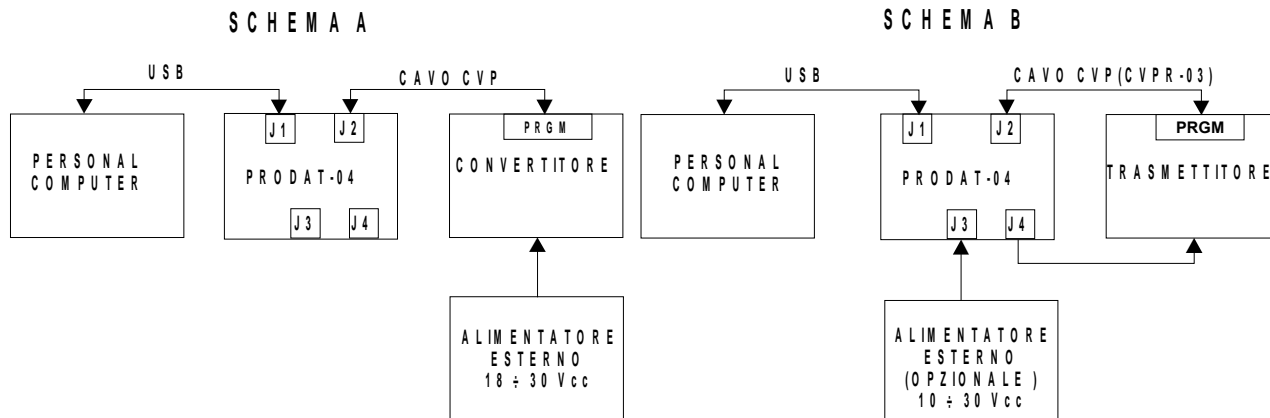 SCHEMA A
USB
CAVO CVP
PERSONAL
COMPUTER
J1
J2
PRODAT-04
J3
J4
PRGM
CONVERTITORE
ALIMENTATORE
ESTERNO
18 ÷ 30 Vcc
SCHEMA B
USB
CAVO CVP(CVPR-03)
PERSONAL
COMPUTER
J1
J2
PRODAT-04
J3
J4
PRGM
TRASMETTITORE
ALIMENTATORE
ESTERNO
(OPZIONALE)
10 ÷ 30 Vcc